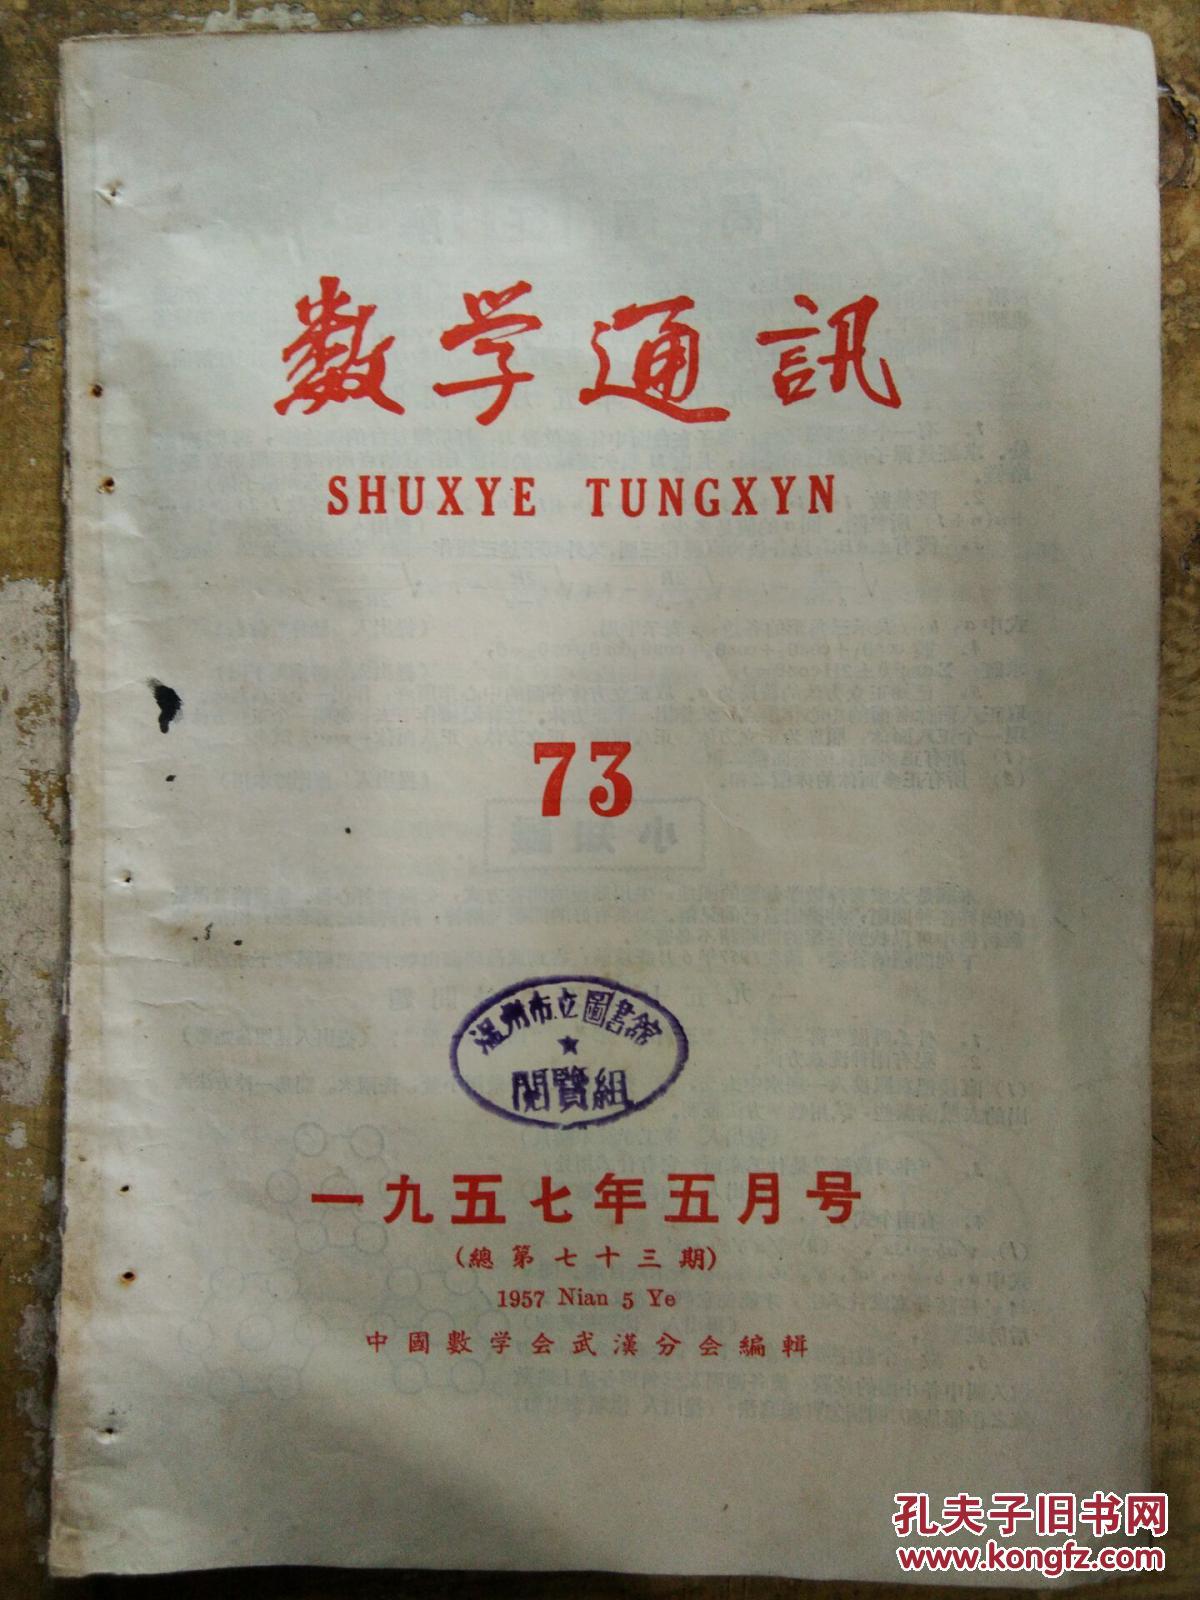 数学通訊
SHUXYE TUNGXYN
73
溫州市立圖書館
★
閱覽組
一九五七年五月号
(總第七十三期)
1957 Nian 5 Ye
中國數学会武漢分会編輯
孔夫子旧书网
www.kongfz.com